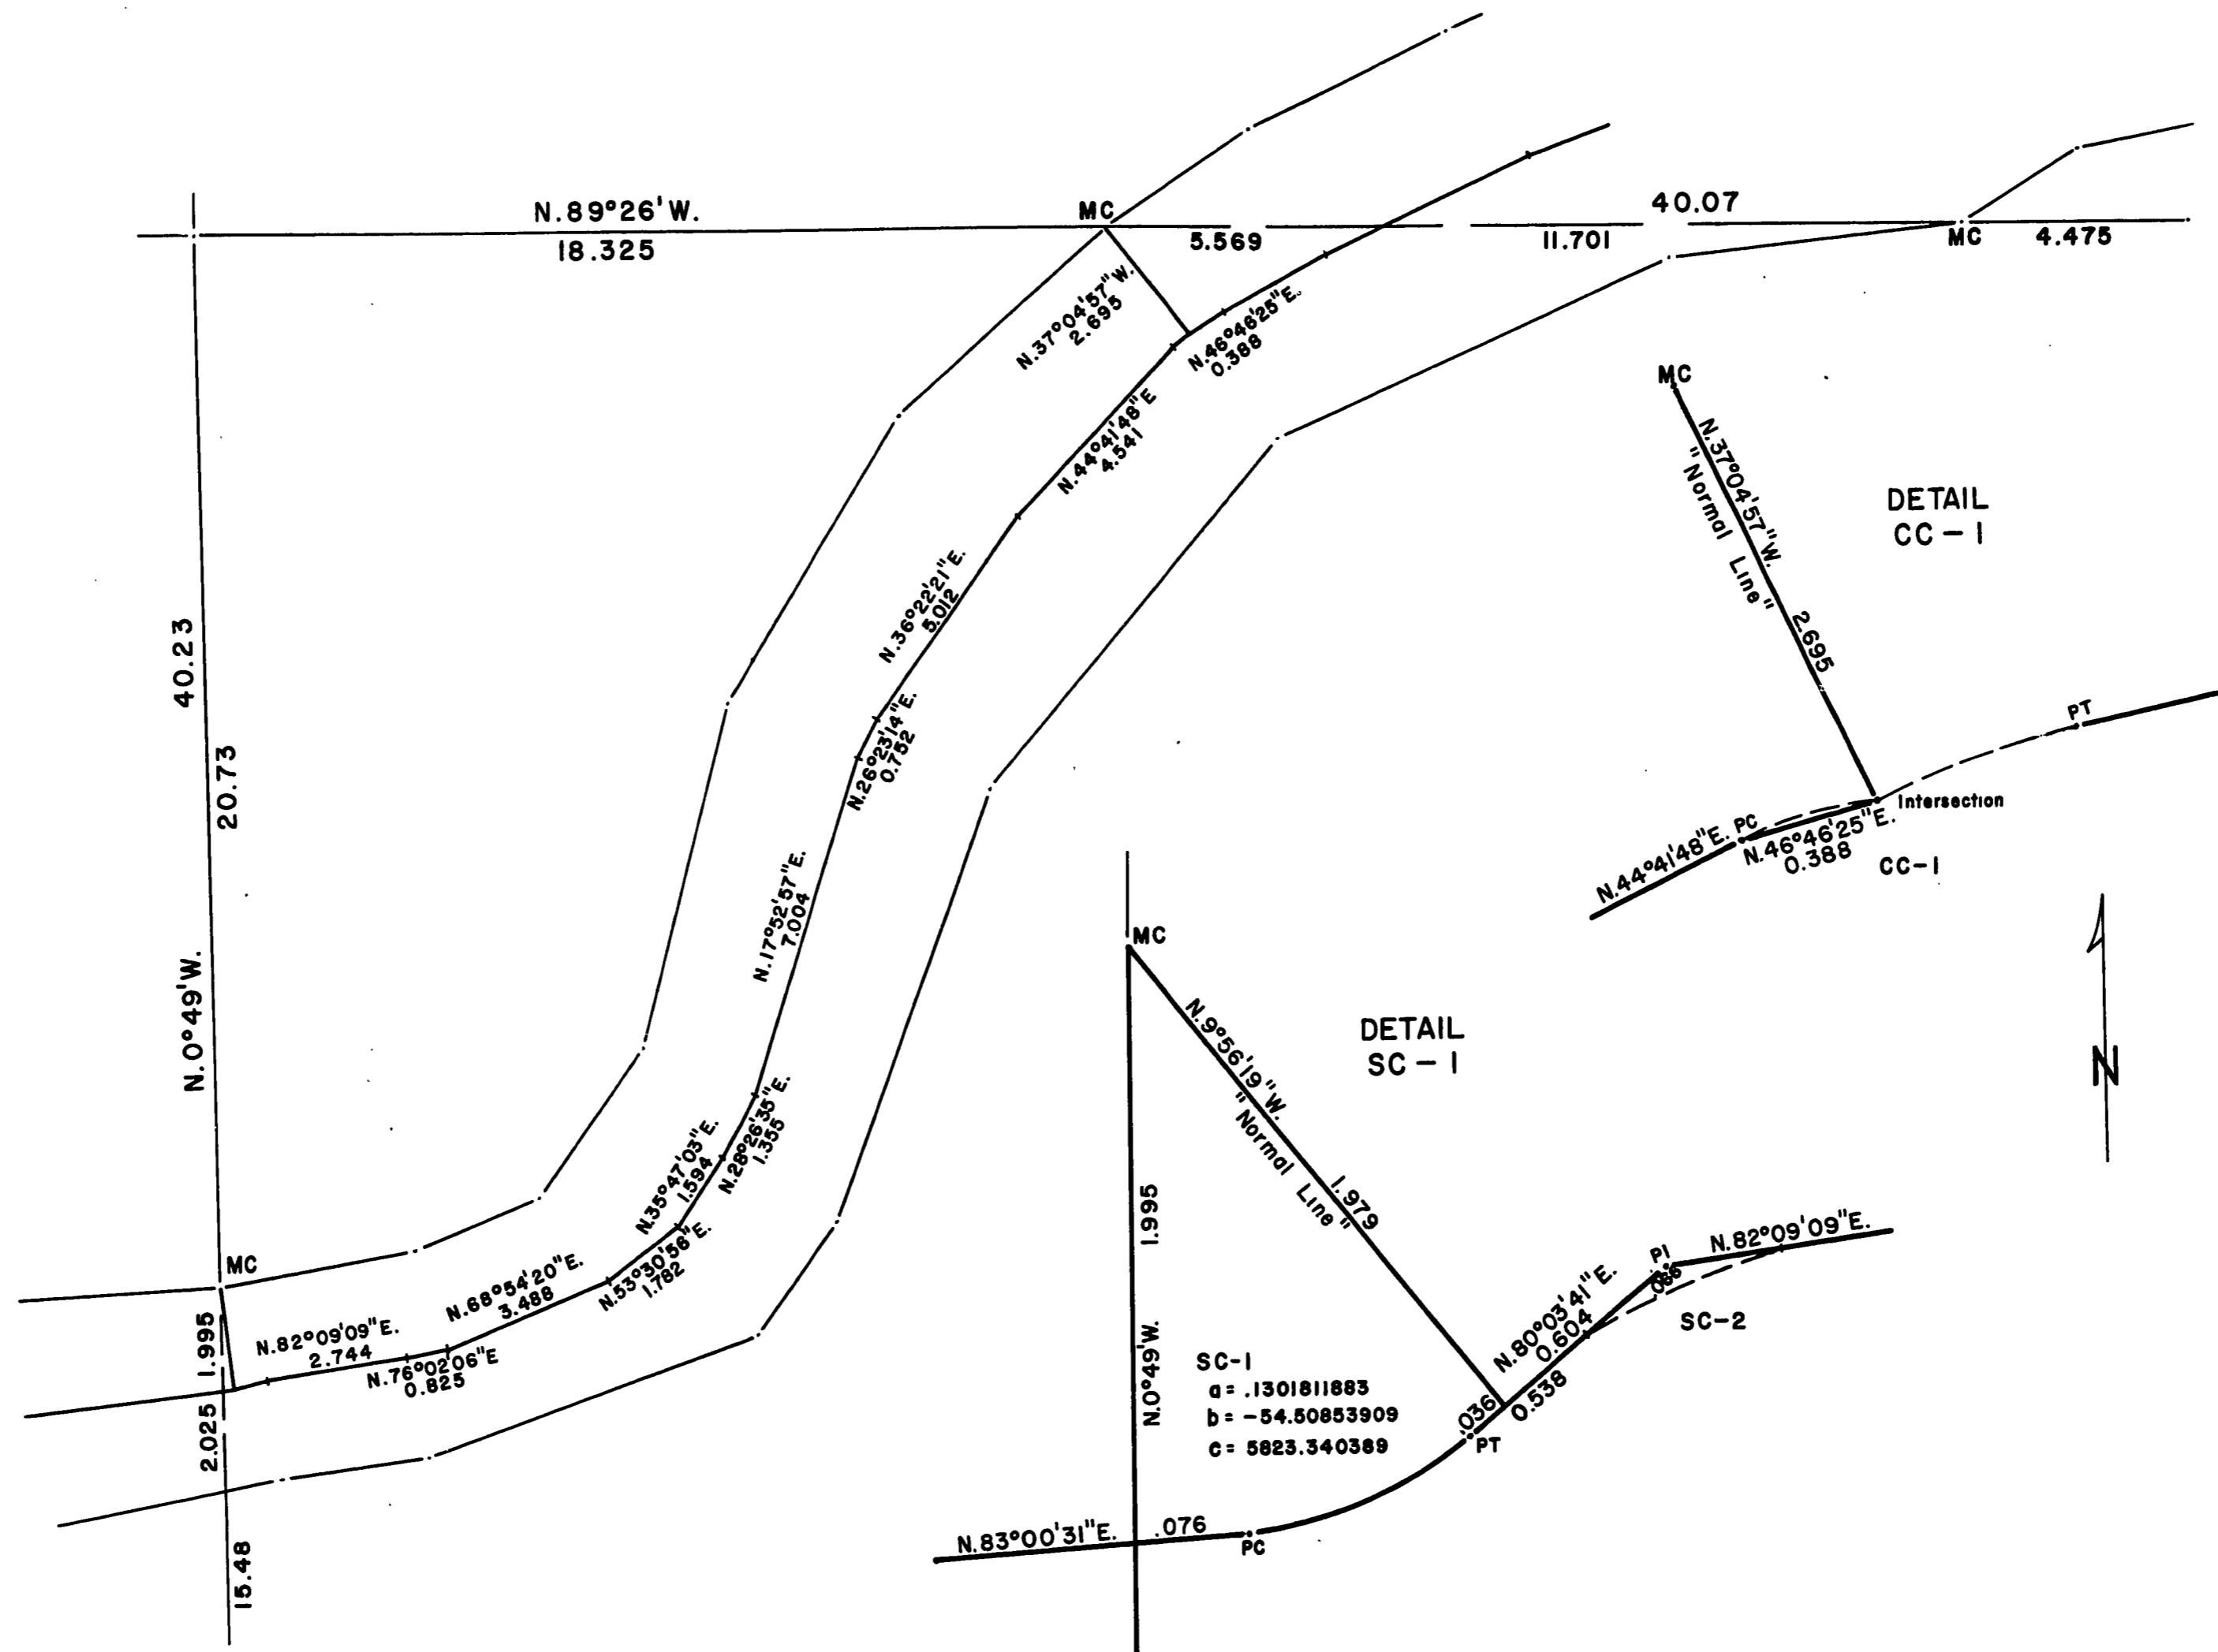 N.89°26'W.
18.325
MC
5.569
40.07
11.701
MC
4.475
N.37°04'57"W.
2.695
N.46°46'25"E.
0.388
N.44°41'48"E
4.541
N.36°22'21"E.
5.012
N.26°23'14"E.
0.752
N.17°52'57"E.
7.004
N.28°26'35"E.
1.355
N.35°47'03"E.
1.594
N.53°30'56"E.
1.782
N.68°54'20"E.
3.488
N.76°02'06"E
0.825
N.82°09'09"E.
2.744
40.23
20.73
N.0°49'W.
MC
1.995
2.025
15.48
MC
N.37°04'57"W.
"Normal Line"
2.695
DETAIL
CC-1
PT
Intersection
N.44°41'48"E.
PC
N.46°46'25"E.
0.388
CC-1
N
MC
N.9°56'19"W.
"Normal Line"
1.979
DETAIL
SC-1
1.995
N.0°49'W.
SC-1
a = .1301811883
b = -54.50853909
c = 5823.340389
N.80°03'41"E.
0.604
PI
.066
N.82°09'09"E.
SC-2
.036
0.538
PT
N.83°00'31"E.
.076
PC